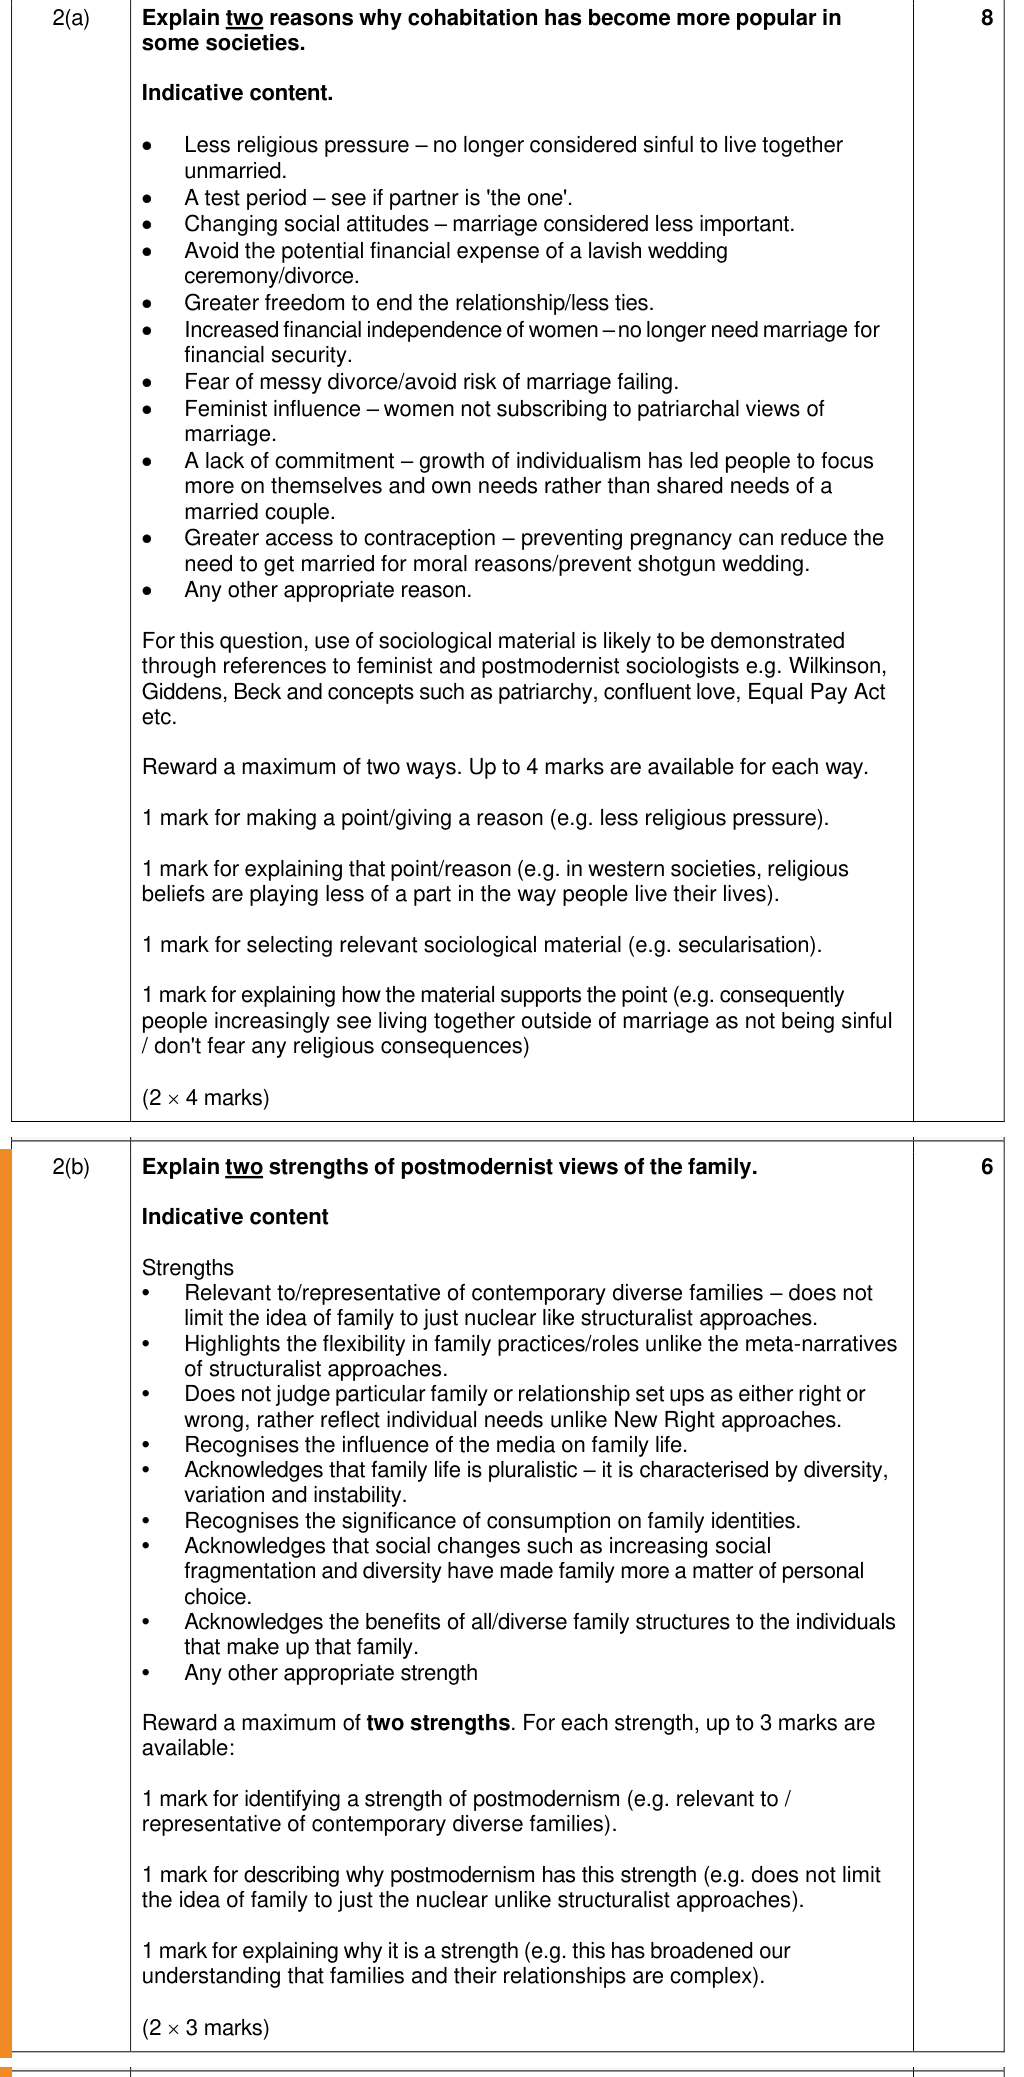 2(a) Explain two reasons why cohabitation has become more popular in 8
some societies.
Indicative content.
• Less religious pressure – no longer considered sinful to live together
unmarried.
• A test period – see if partner is 'the one'.
• Changing social attitudes – marriage considered less important.
• Avoid the potential financial expense of a lavish wedding
ceremony/divorce.
• Greater freedom to end the relationship/less ties.
• Increased financial independence of women – no longer need marriage for
financial security.
• Fear of messy divorce/avoid risk of marriage failing.
• Feminist influence – women not subscribing to patriarchal views of
marriage.
• A lack of commitment – growth of individualism has led people to focus
more on themselves and own needs rather than shared needs of a
married couple.
• Greater access to contraception – preventing pregnancy can reduce the
need to get married for moral reasons/prevent shotgun wedding.
• Any other appropriate reason.
For this question, use of sociological material is likely to be demonstrated
through references to feminist and postmodernist sociologists e.g. Wilkinson,
Giddens, Beck and concepts such as patriarchy, confluent love, Equal Pay Act
etc.
Reward a maximum of two ways. Up to 4 marks are available for each way.
1 mark for making a point/giving a reason (e.g. less religious pressure).
1 mark for explaining that point/reason (e.g. in western societies, religious
beliefs are playing less of a part in the way people live their lives).
1 mark for selecting relevant sociological material (e.g. secularisation).
1 mark for explaining how the material supports the point (e.g. consequently
people increasingly see living together outside of marriage as not being sinful
/ don't fear any religious consequences)
(2 × 4 marks)
2(b) Explain two strengths of postmodernist views of the family. 6
Indicative content
Strengths
• Relevant to/representative of contemporary diverse families – does not
limit the idea of family to just nuclear like structuralist approaches.
• Highlights the flexibility in family practices/roles unlike the meta-narratives
of structuralist approaches.
• Does not judge particular family or relationship set ups as either right or
wrong, rather reflect individual needs unlike New Right approaches.
• Recognises the influence of the media on family life.
• Acknowledges that family life is pluralistic – it is characterised by diversity,
variation and instability.
• Recognises the significance of consumption on family identities.
• Acknowledges that social changes such as increasing social
fragmentation and diversity have made family more a matter of personal
choice.
• Acknowledges the benefits of all/diverse family structures to the individuals
that make up that family.
• Any other appropriate strength
Reward a maximum of two strengths. For each strength, up to 3 marks are
available:
1 mark for identifying a strength of postmodernism (e.g. relevant to /
representative of contemporary diverse families).
1 mark for describing why postmodernism has this strength (e.g. does not limit
the idea of family to just the nuclear unlike structuralist approaches).
1 mark for explaining why it is a strength (e.g. this has broadened our
understanding that families and their relationships are complex).
(2 × 3 marks)